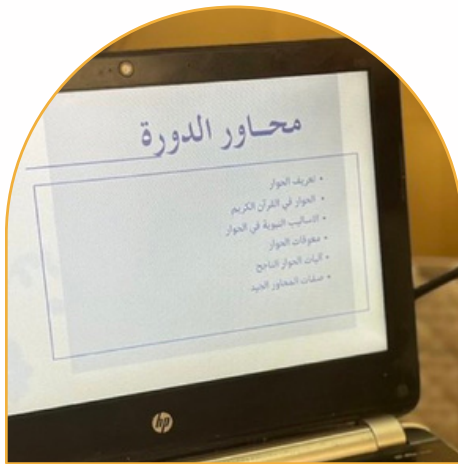 محاور الدورة
• تعريف الحوار
• الحوار في القرآن الكريم
• الاساليب النبوية في الحوار
• معوقات الحوار
• آليات الحوار الناجح
• صفات المحاور الجيد
hp